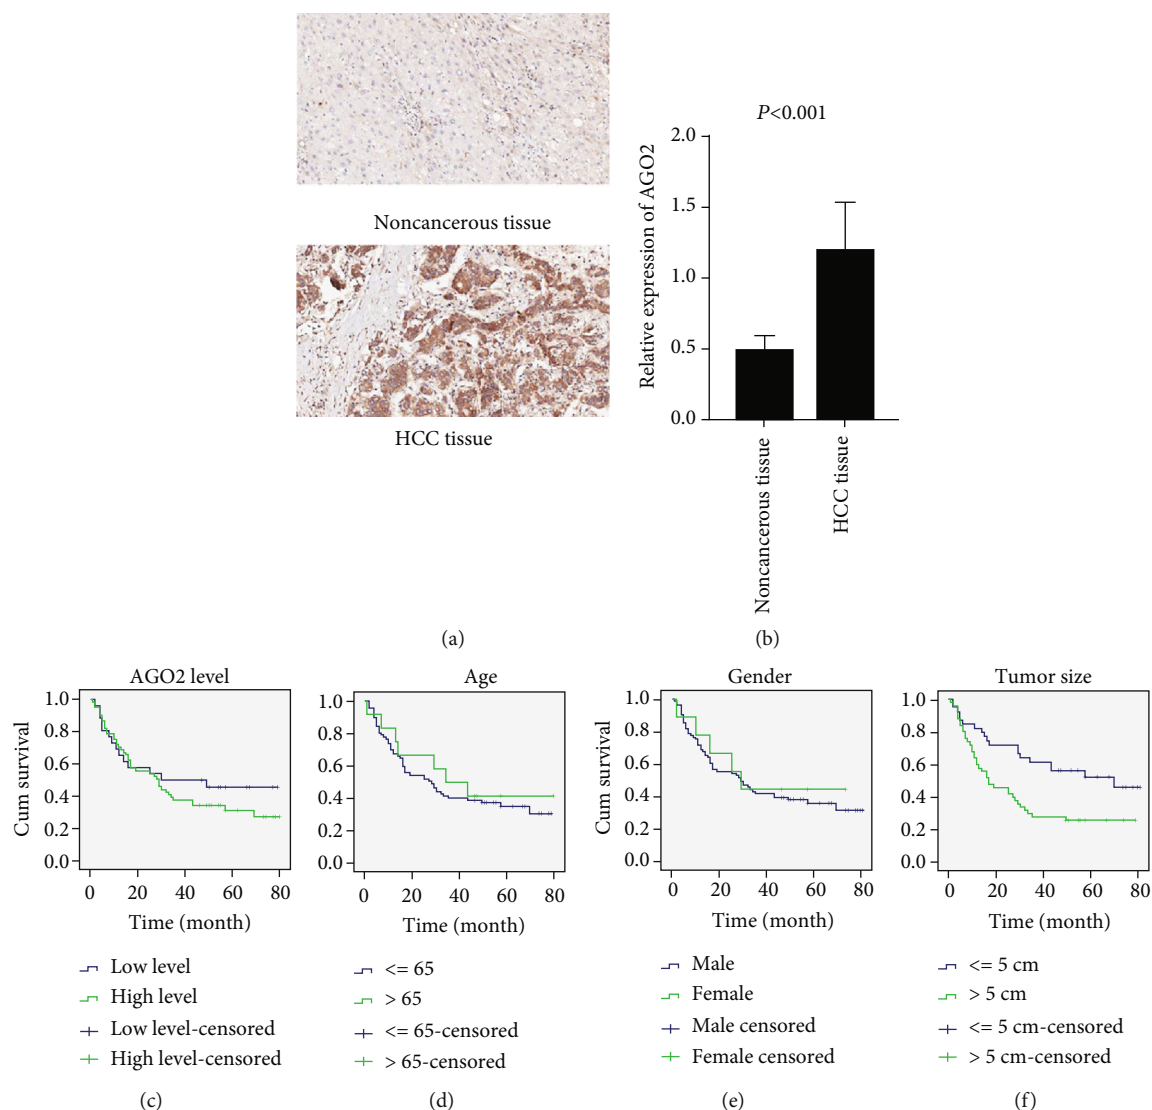 Noncancerous tissue
HCC tissue
(a)
P<0.001
Relative expression of AGO2
2.0
1.5
1.0
0.5
0.0
Noncancerous tissue
HCC tissue
(b)
AGO2 level
Cum survival
1.0
0.8
0.6
0.4
0.2
0.0
0 20 40 60 80
Time (month)
Low level
High level
Low level-censored
High level-censored
(c)
Age
1.0
0.8
0.6
0.4
0.2
0.0
0 20 40 60 80
Time (month)
<= 65
> 65
<= 65-censored
> 65-censored
(d)
Gender
Cum survival
1.0
0.8
0.6
0.4
0.2
0.0
0 20 40 60 80
Time (month)
Male
Female
Male censored
Female censored
(e)
Tumor size
1.0
0.8
0.6
0.4
0.2
0.0
0 20 40 60 80
Time (month)
<= 5 cm
> 5 cm
<= 5 cm-censored
> 5 cm-censored
(f)